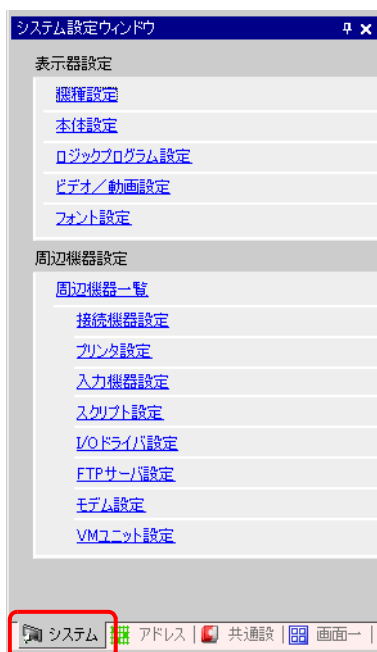 システム設定ウィンドウ
表示器設定
機種設定
本体設定
ロジックプログラム設定
ビデオ／動画設定
フォント設定
周辺機器設定
周辺機器一覧
接続機器設定
プリンタ設定
入力機器設定
スクリプト設定
I/Oドライバ設定
FTPサーバ設定
モデム設定
VMユニット設定
システム アドレス 共通設 画面一